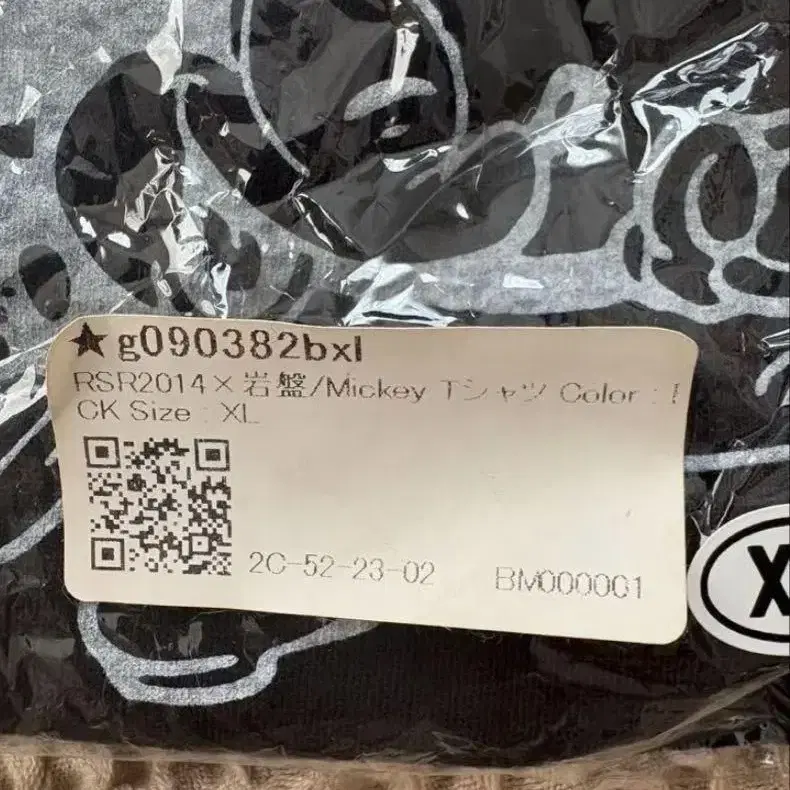 ★g090382bxl
RSR2014×岩盤/Mickey Tシャツ Color :
CK Size : XL
2C-52-23-02 BM000001
X